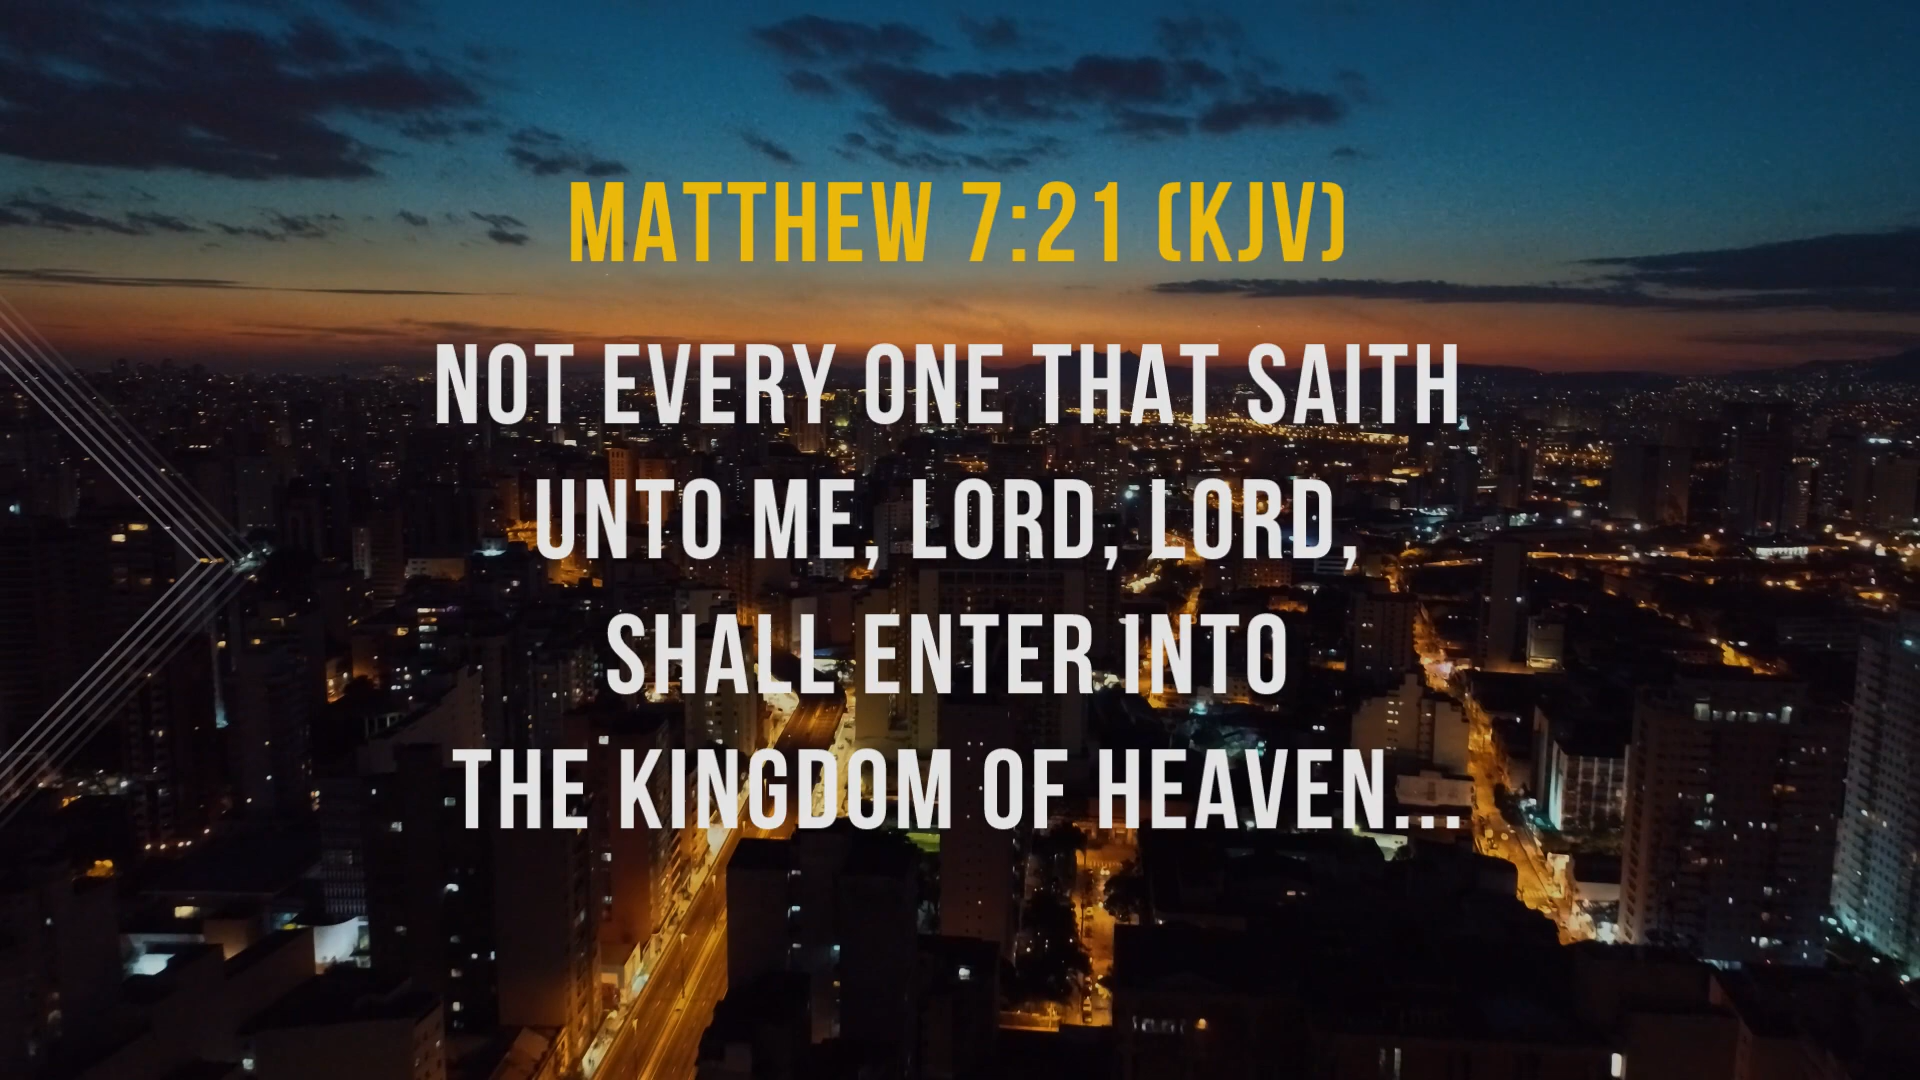 MATTHEW 7:21 (KJV)
NOT EVERY ONE THAT SAITH
UNTO ME, LORD, LORD,
SHALL ENTER INTO
THE KINGDOM OF HEAVEN...